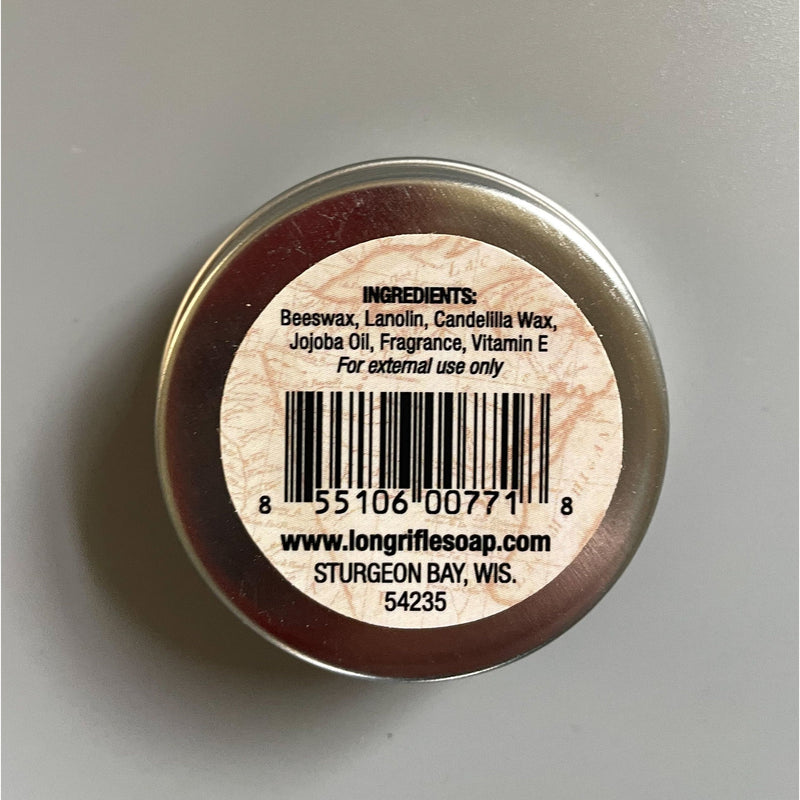 INGREDIENTS:
Beeswax, Lanolin, Candelilla Wax,
Jojoba Oil, Fragrance, Vitamin E
For external use only
8 55106 00771 8
www.longriflesoap.com
STURGEON BAY, WIS.
54235